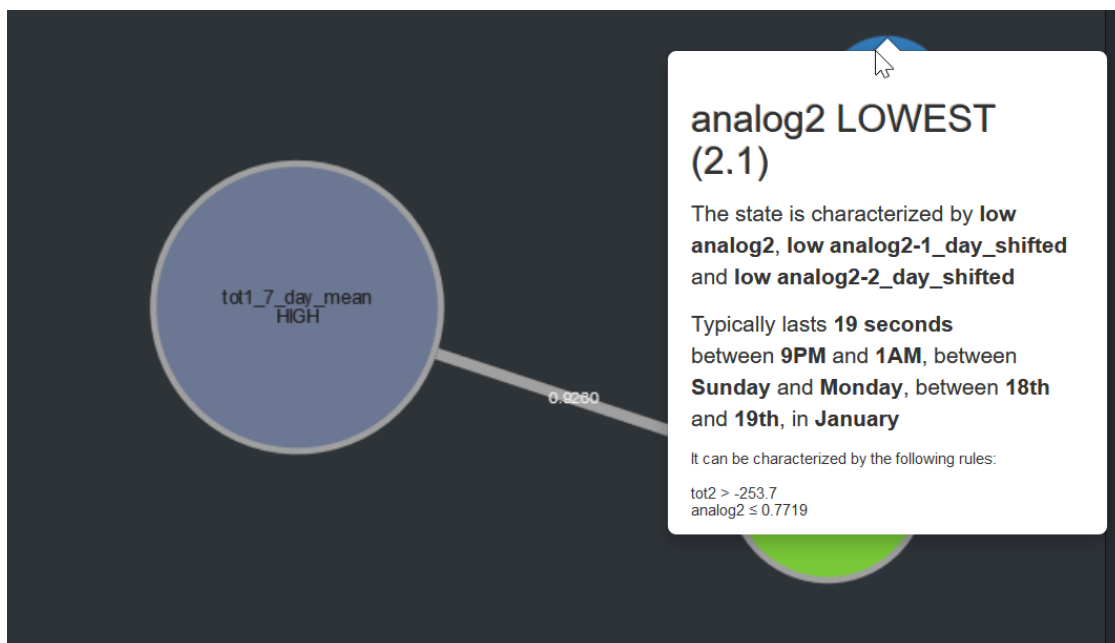 tot1_7_day_mean
HIGH
0.9260
analog2 LOWEST
(2.1)
The state is characterized by low
analog2, low analog2-1_day_shifted
and low analog2-2_day_shifted
Typically lasts 19 seconds
between 9PM and 1AM, between
Sunday and Monday, between 18th
and 19th, in January
It can be characterized by the following rules:
tot2 > -253.7
analog2 ≤ 0.7719